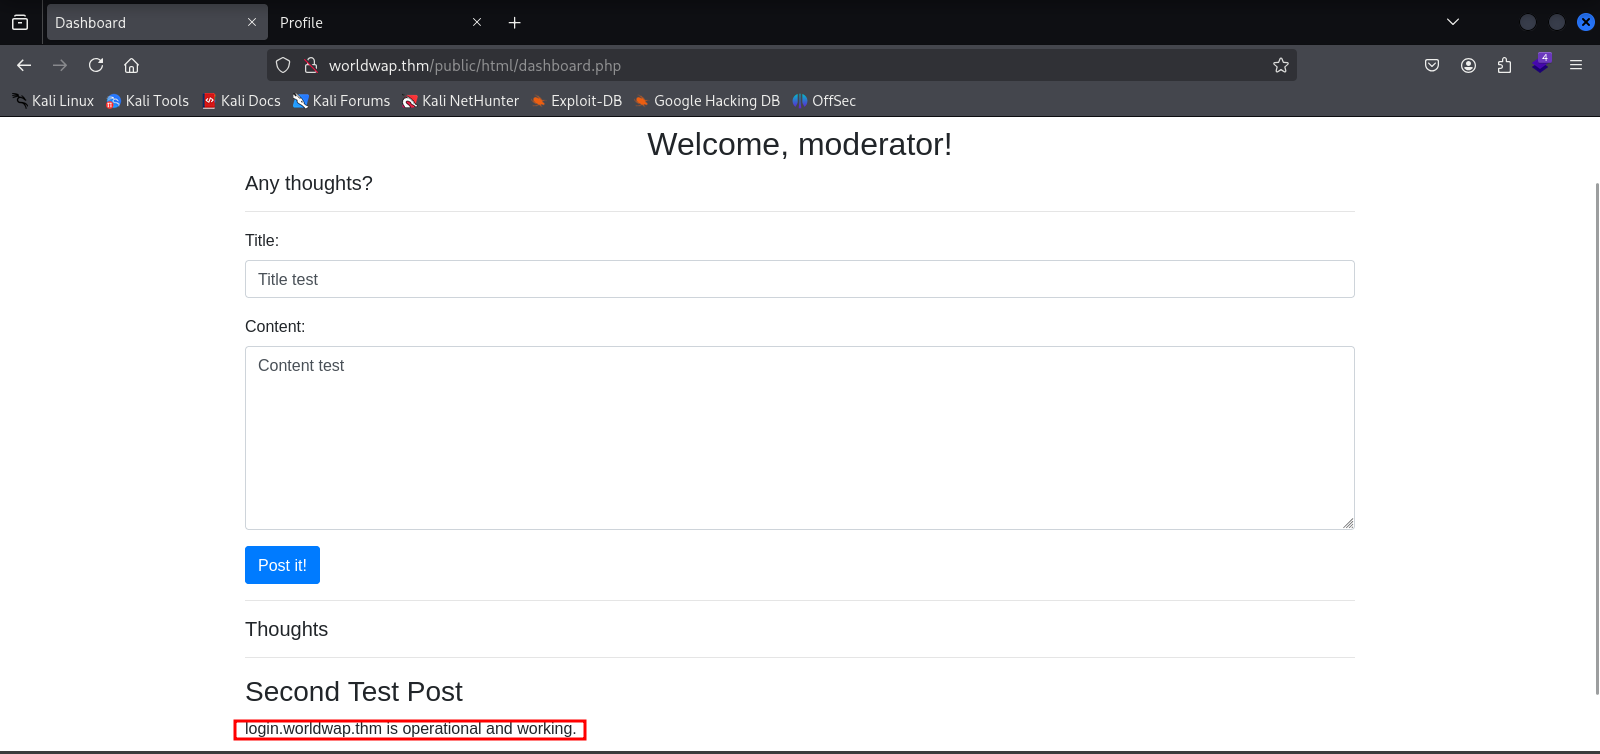 Dashboard
Profile
worldwap.thm/public/html/dashboard.php
4
Kali Linux Kali Tools Kali Docs Kali Forums Kali NetHunter Exploit-DB Google Hacking DB OffSec
Welcome, moderator!
Any thoughts?
Title:
Title test
Content:
Content test
Post it!
Thoughts
Second Test Post
login.worldwap.thm is operational and working.